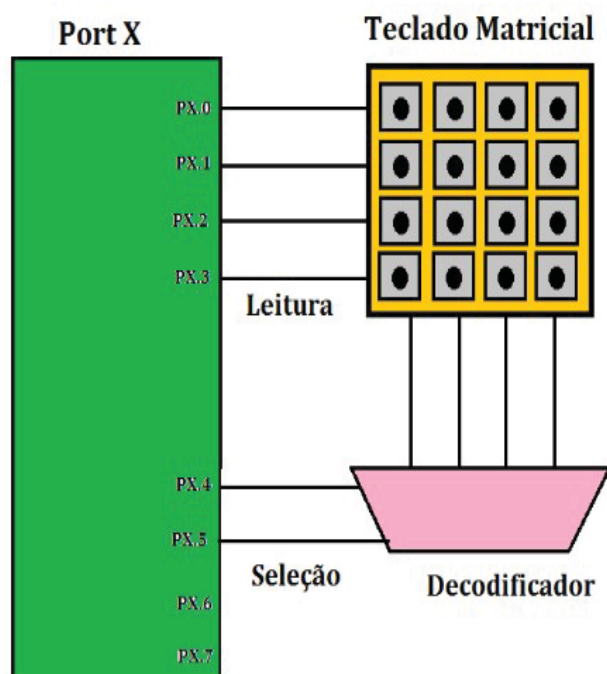 Port X
Teclado Matricial
PX.0
PX.1
PX.2
PX.3
Leitura
PX.4
PX.5
Seleção
Decodificador
PX.6
PX.7